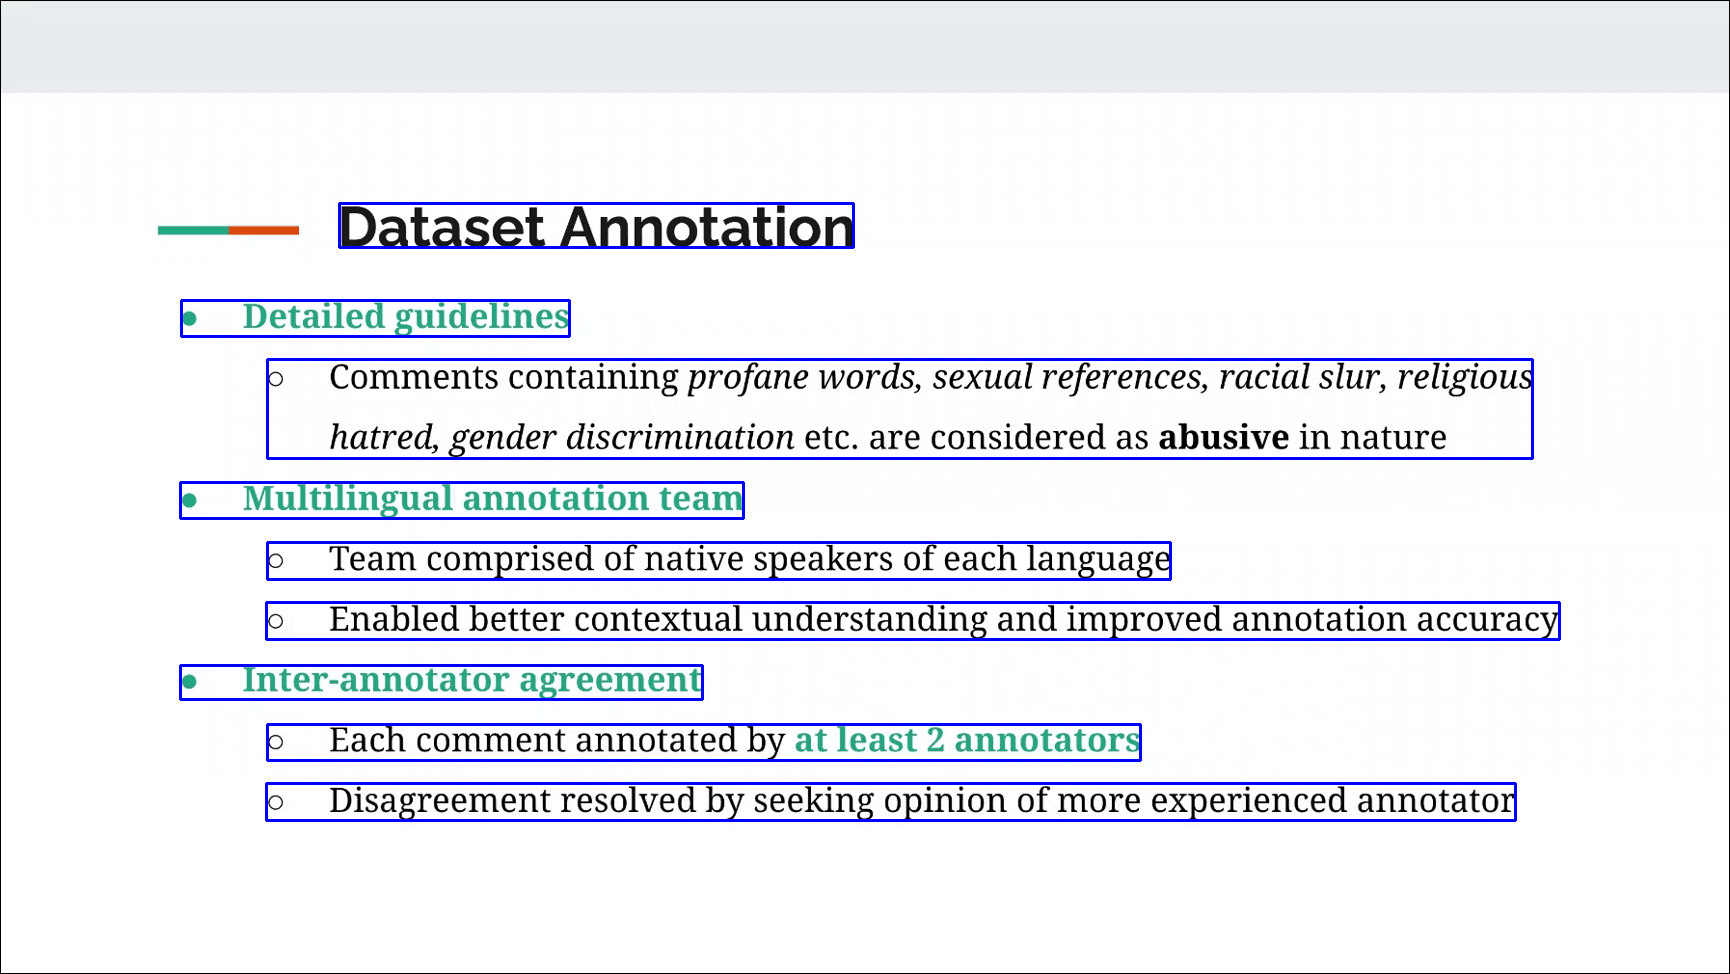 Dataset Annotation
● Detailed guidelines
○ Comments containing profane words, sexual references, racial slur, religious
hatred, gender discrimination etc. are considered as abusive in nature
● Multilingual annotation team
○ Team comprised of native speakers of each language
○ Enabled better contextual understanding and improved annotation accuracy
● Inter-annotator agreement
○ Each comment annotated by at least 2 annotators
○ Disagreement resolved by seeking opinion of more experienced annotator